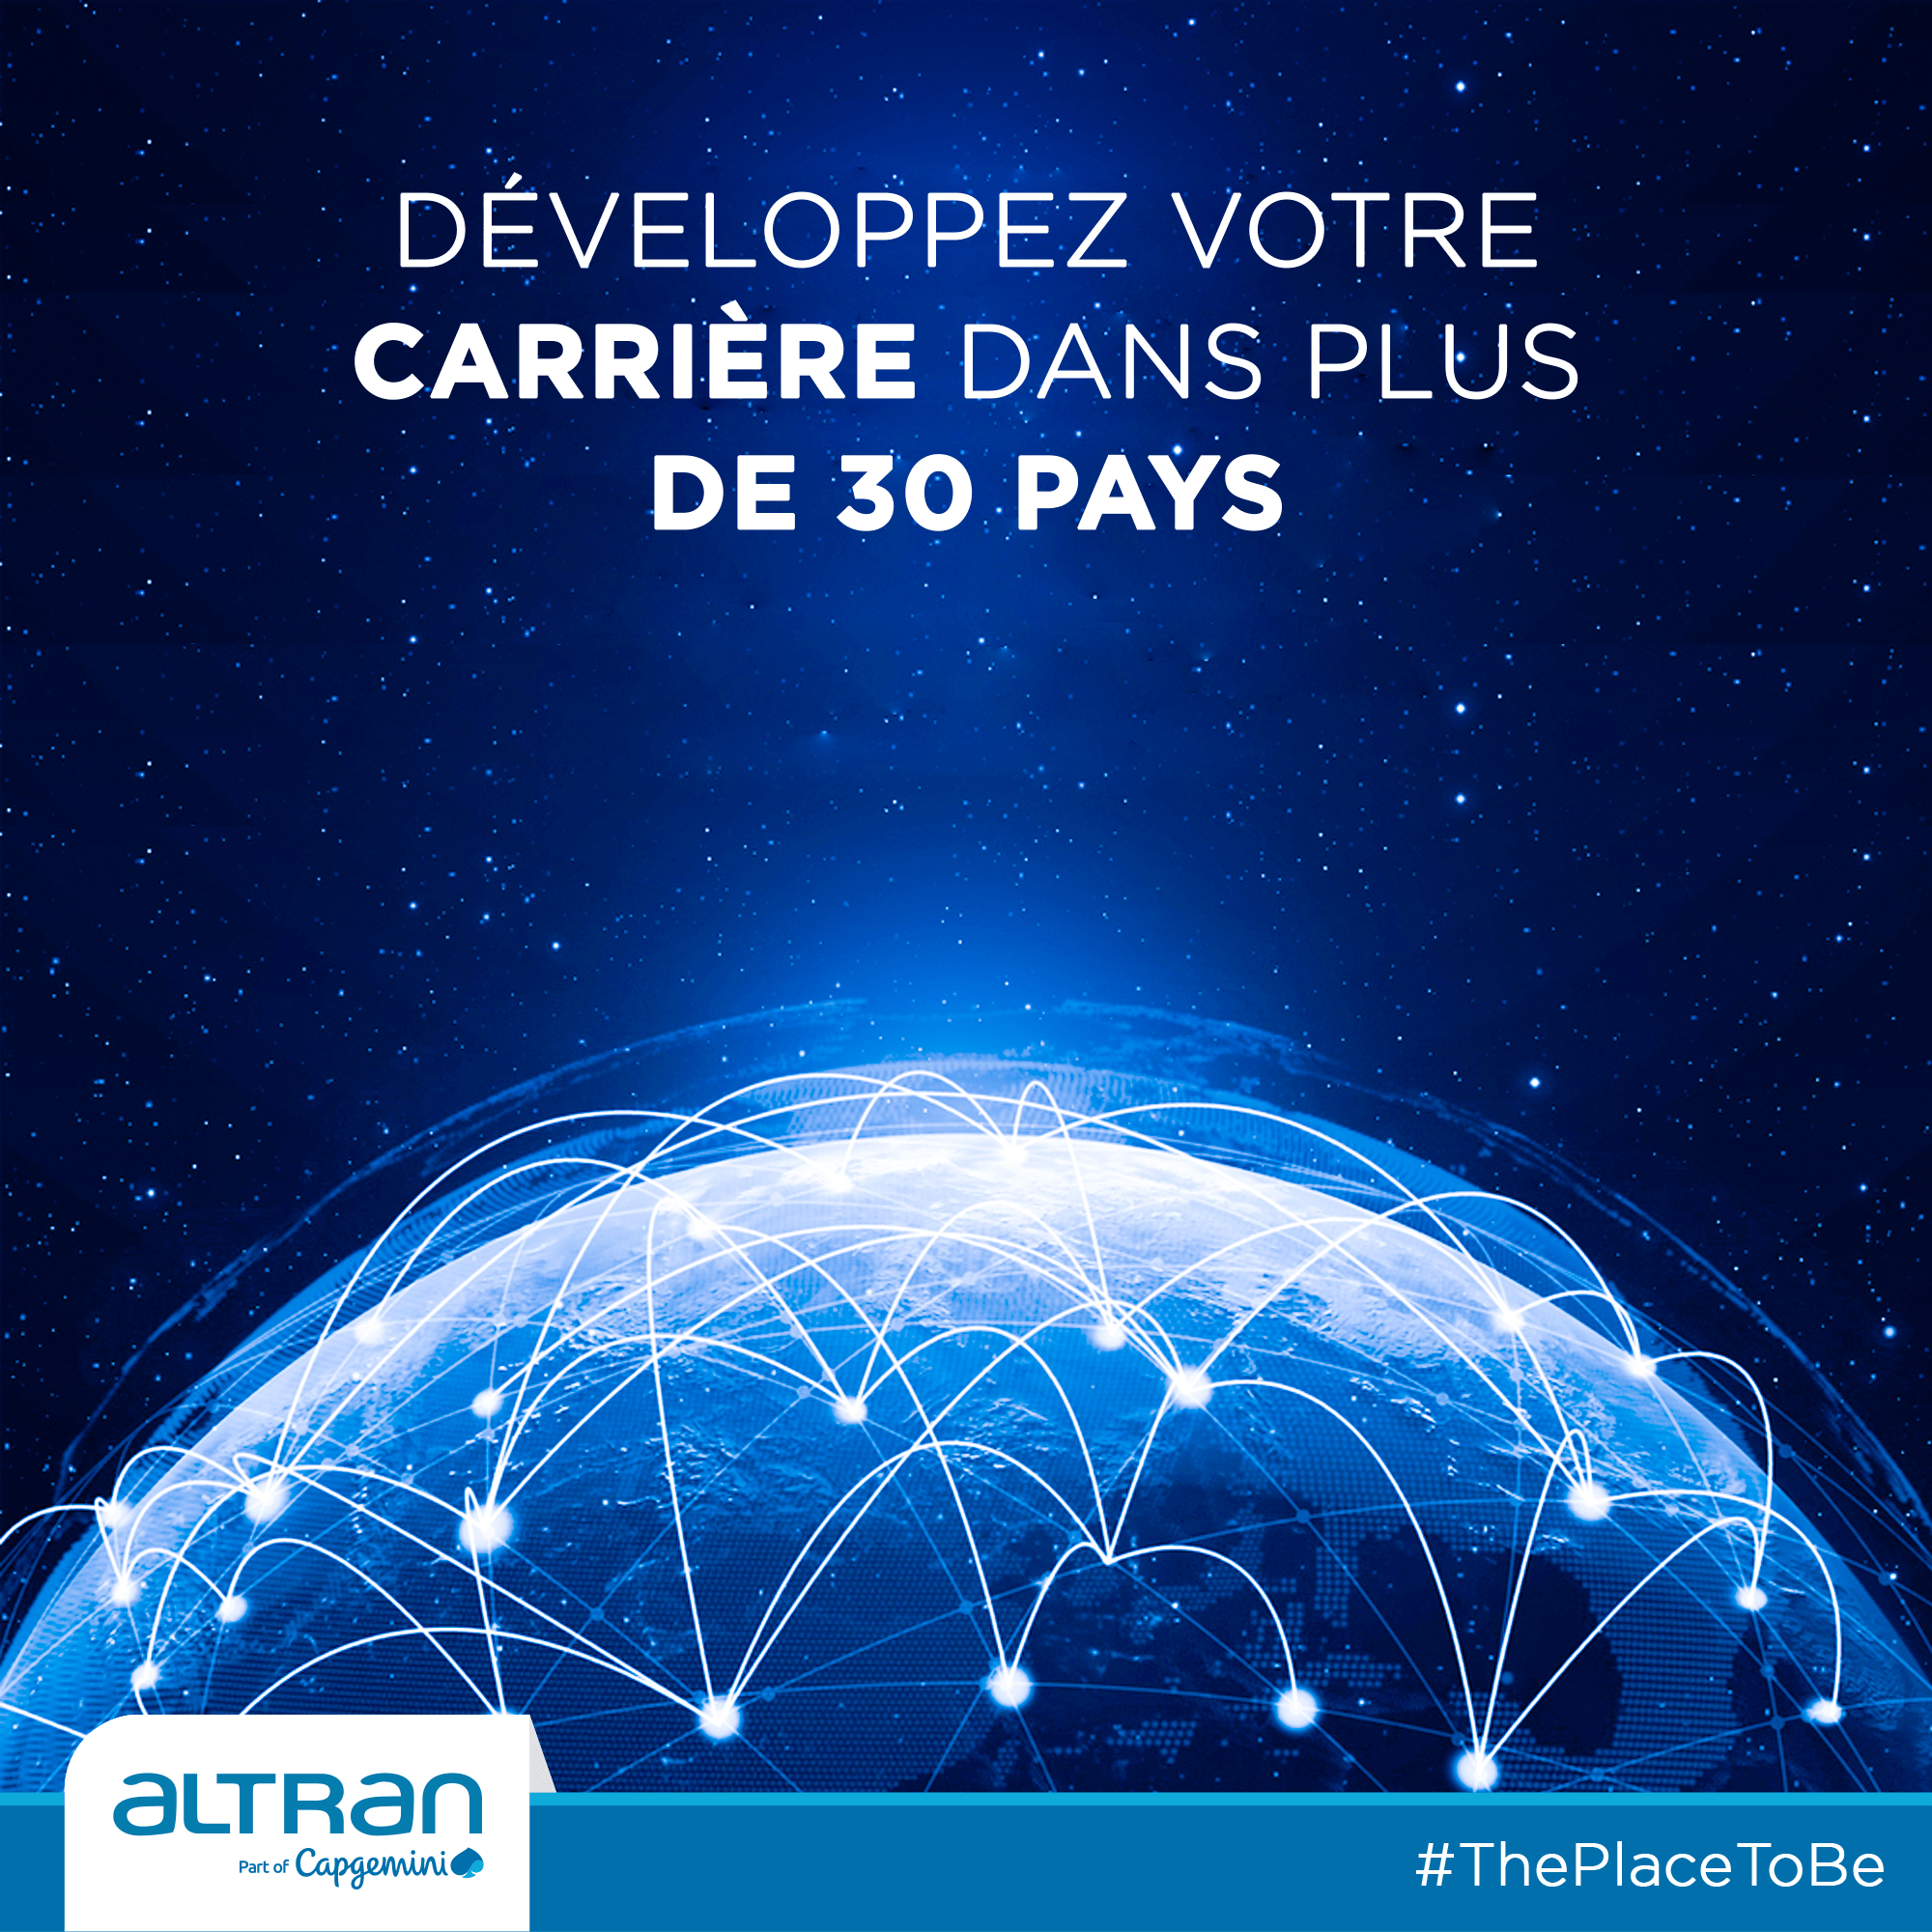 DÉVELOPPEZ VOTRE
CARRIÈRE DANS PLUS
DE 30 PAYS
aLTRan
Part of Capgemini
#ThePlaceToBe